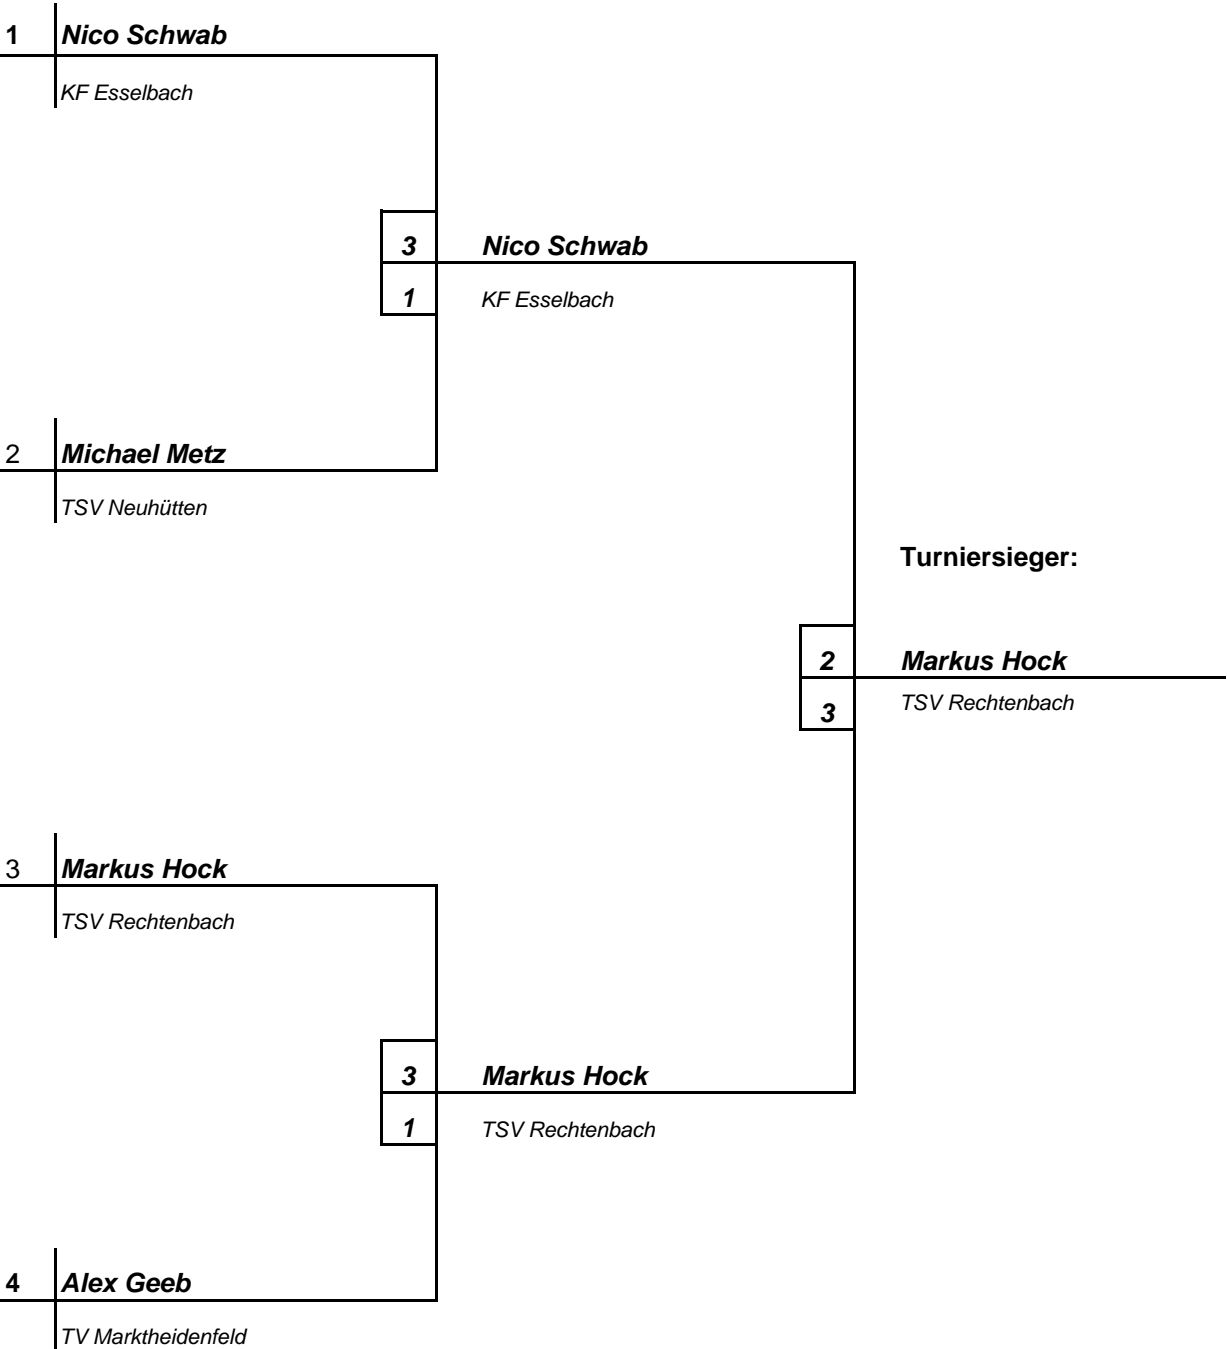 1 Nico Schwab
KF Esselbach
3 Nico Schwab
1 KF Esselbach
2 Michael Metz
TSV Neuhütten
Turniersieger:
2 Markus Hock
3 TSV Rechtenbach
3 Markus Hock
TSV Rechtenbach
3 Markus Hock
1 TSV Rechtenbach
4 Alex Geeb
TV Marktheidenfeld